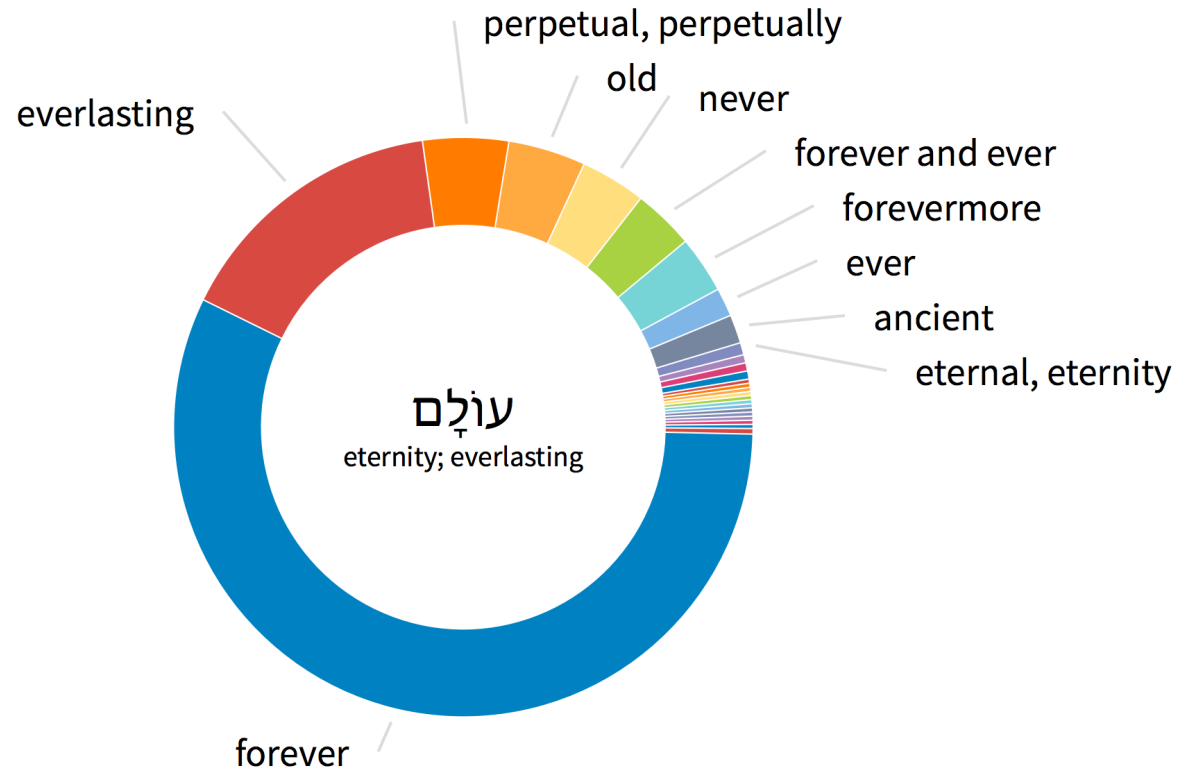 perpetual, perpetually
old
never
everlasting
forever and ever
forevermore
ever
ancient
eternal, eternity
עוֹלָם
eternity; everlasting
forever